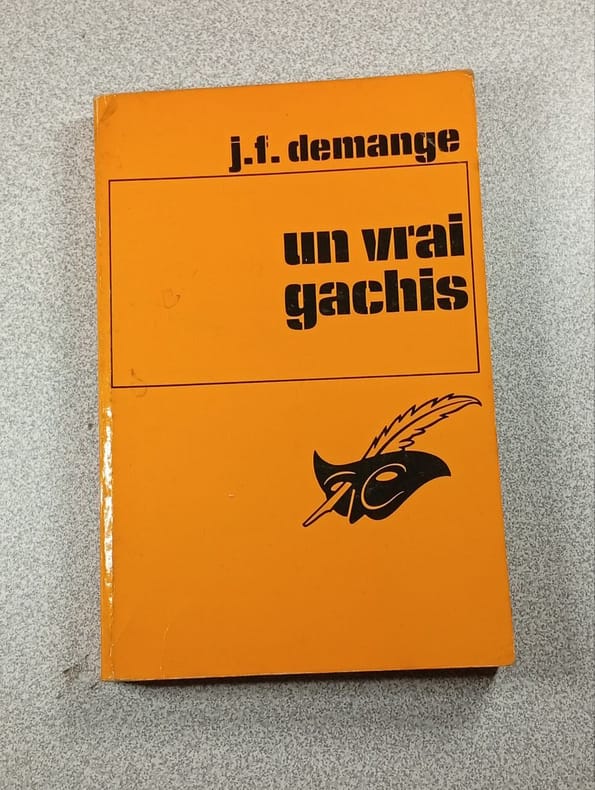 j.f. demange
un vrai
gachis